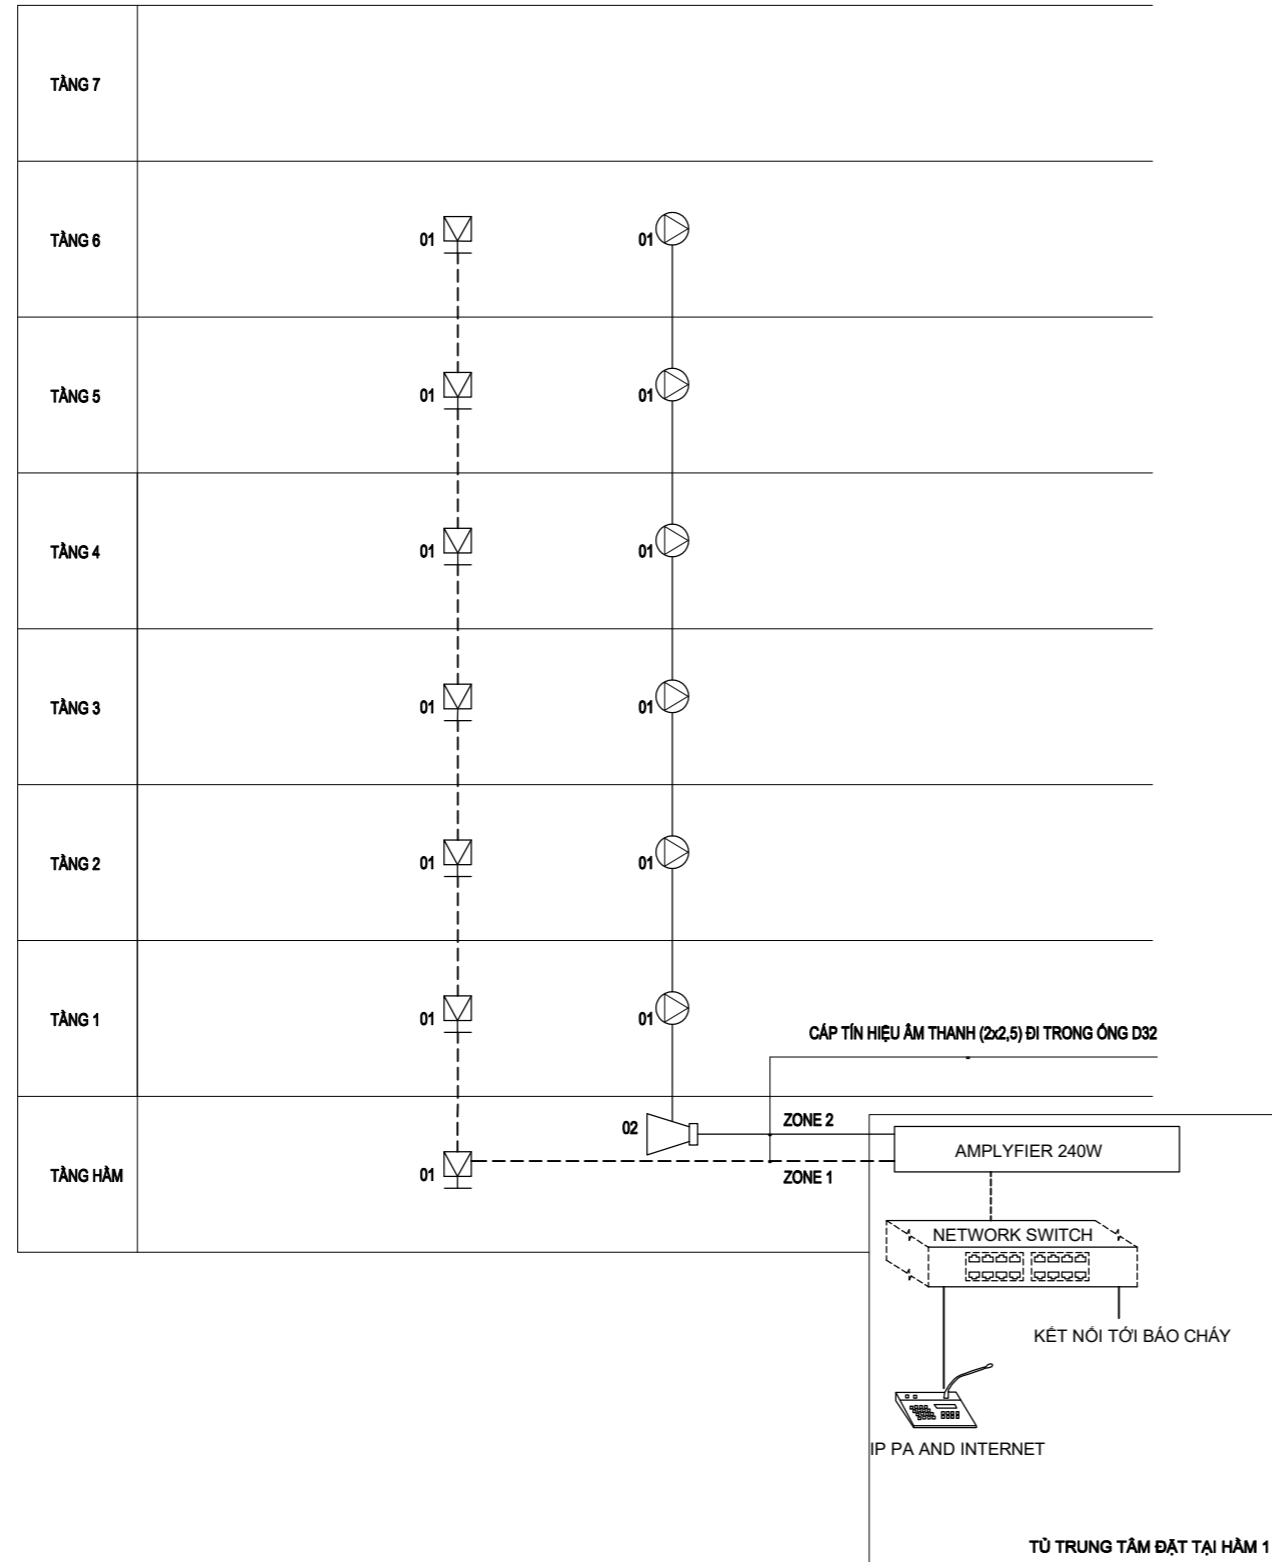 TẦNG 7
TẦNG 6
01
01
TẦNG 5
01
01
TẦNG 4
01
01
TẦNG 3
01
01
TẦNG 2
01
01
TẦNG 1
01
01
CÁP TÍN HIỆU ÂM THANH (2x2,5) ĐI TRONG ỐNG D32
TẦNG HẦM
02
ZONE 2
01
ZONE 1
AMPLYFIER 240W
NETWORK SWITCH
KẾT NỐI TỚI BÁO CHÁY
IP PA AND INTERNET
TỦ TRUNG TÂM ĐẶT TẠI HẦM 1